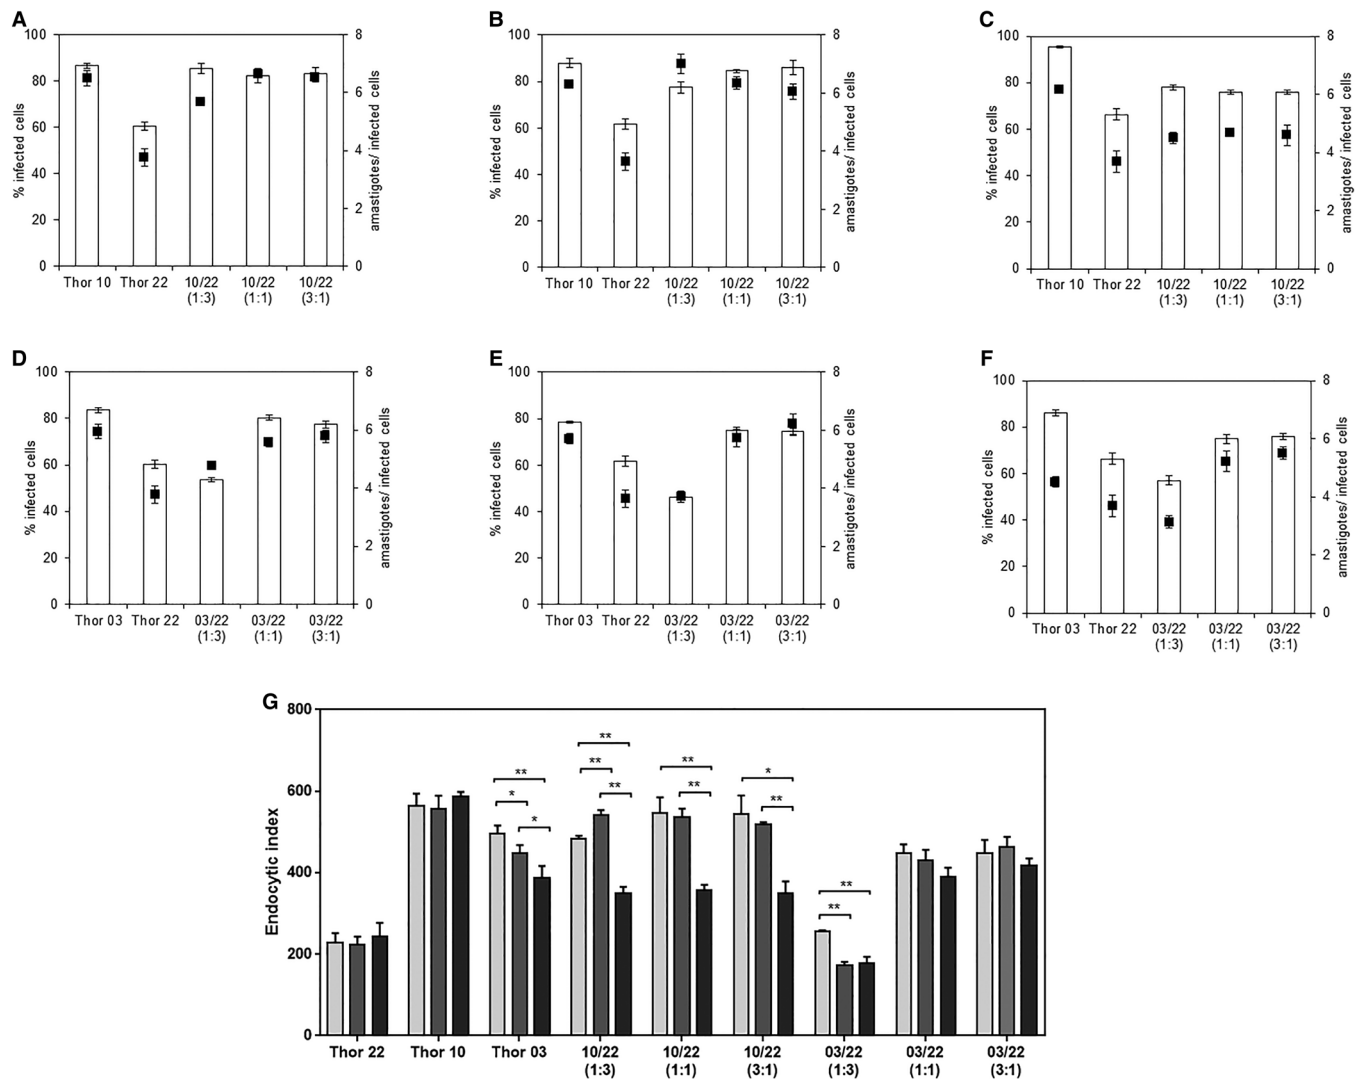 A
100
80
60
40
20
0
% infected cells
8
6
4
2
0
amastigotes/ infected cells
Thor 10 Thor 22 10/22 10/22 10/22
(1:3) (1:1) (3:1)
B
100
80
60
40
20
0
% infected cells
8
6
4
2
0
amastigotes/ infected cells
Thor 10 Thor 22 10/22 10/22 10/22
(1:3) (1:1) (3:1)
C
100
80
60
40
20
0
% infected cells
8
6
4
2
0
amastigotes/ infected cells
Thor 10 Thor 22 10/22 10/22 10/22
(1:3) (1:1) (3:1)
D
100
80
60
40
20
0
% infected cells
8
6
4
2
0
amastigotes/ infected cells
Thor 03 Thor 22 03/22 03/22 03/22
(1:3) (1:1) (3:1)
E
100
80
60
40
20
0
% infected cells
8
6
4
2
0
amastigotes/ infected cells
Thor 03 Thor 22 03/22 03/22 03/22
(1:3) (1:1) (3:1)
F
100
80
60
40
20
0
% infected cells
8
6
4
2
0
amastigotes/ infected cells
Thor 03 Thor 22 03/22 03/22 03/22
(1:3) (1:1) (3:1)
G
800
600
400
200
0
Endocytic index
** * *
** ** **
** **
* **
** **
Thor 22 Thor 10 Thor 03 10/22 10/22 10/22 03/22 03/22 03/22
(1:3) (1:1) (3:1) (1:3) (1:1) (3:1)